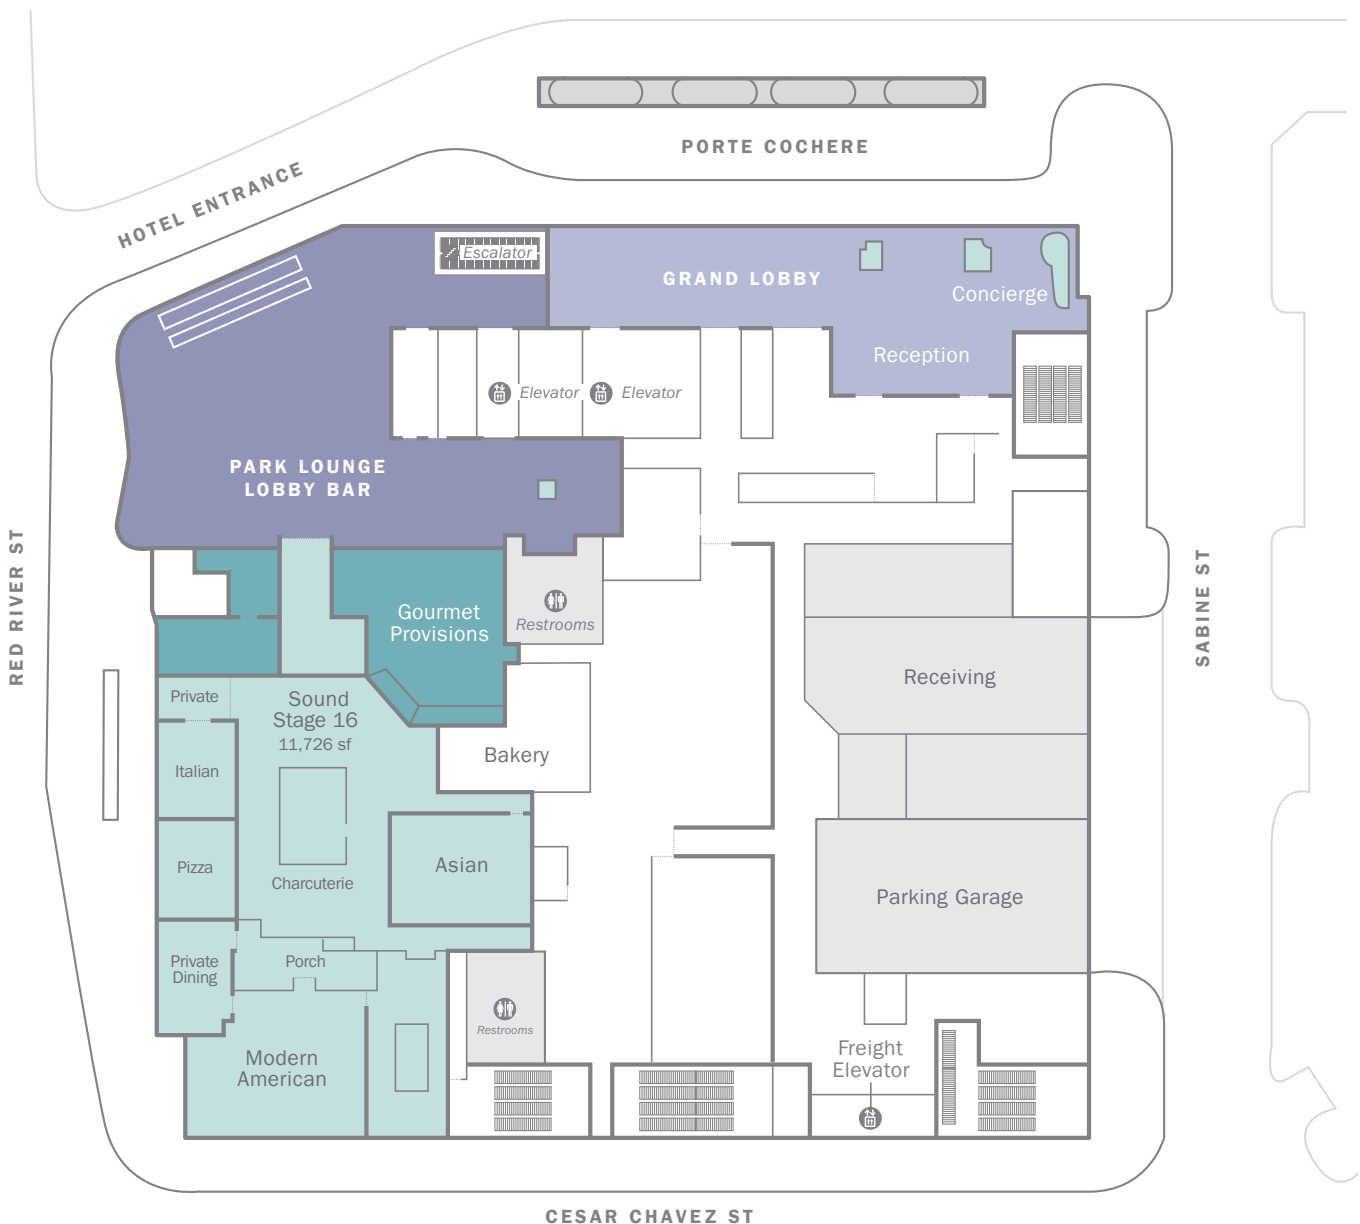 PORTE COCHERE
HOTEL ENTRANCE
Escalator
GRAND LOBBY
Concierge
Reception
Elevator
Elevator
PARK LOUNGE
LOBBY BAR
RED RIVER ST
SABINE ST
Gourmet
Provisions
Restrooms
Receiving
Private
Sound
Stage 16
11,726 sf
Bakery
Italian
Asian
Pizza
Charcuterie
Parking Garage
Private
Dining
Porch
Restrooms
Modern
American
Freight
Elevator
CESAR CHAVEZ ST